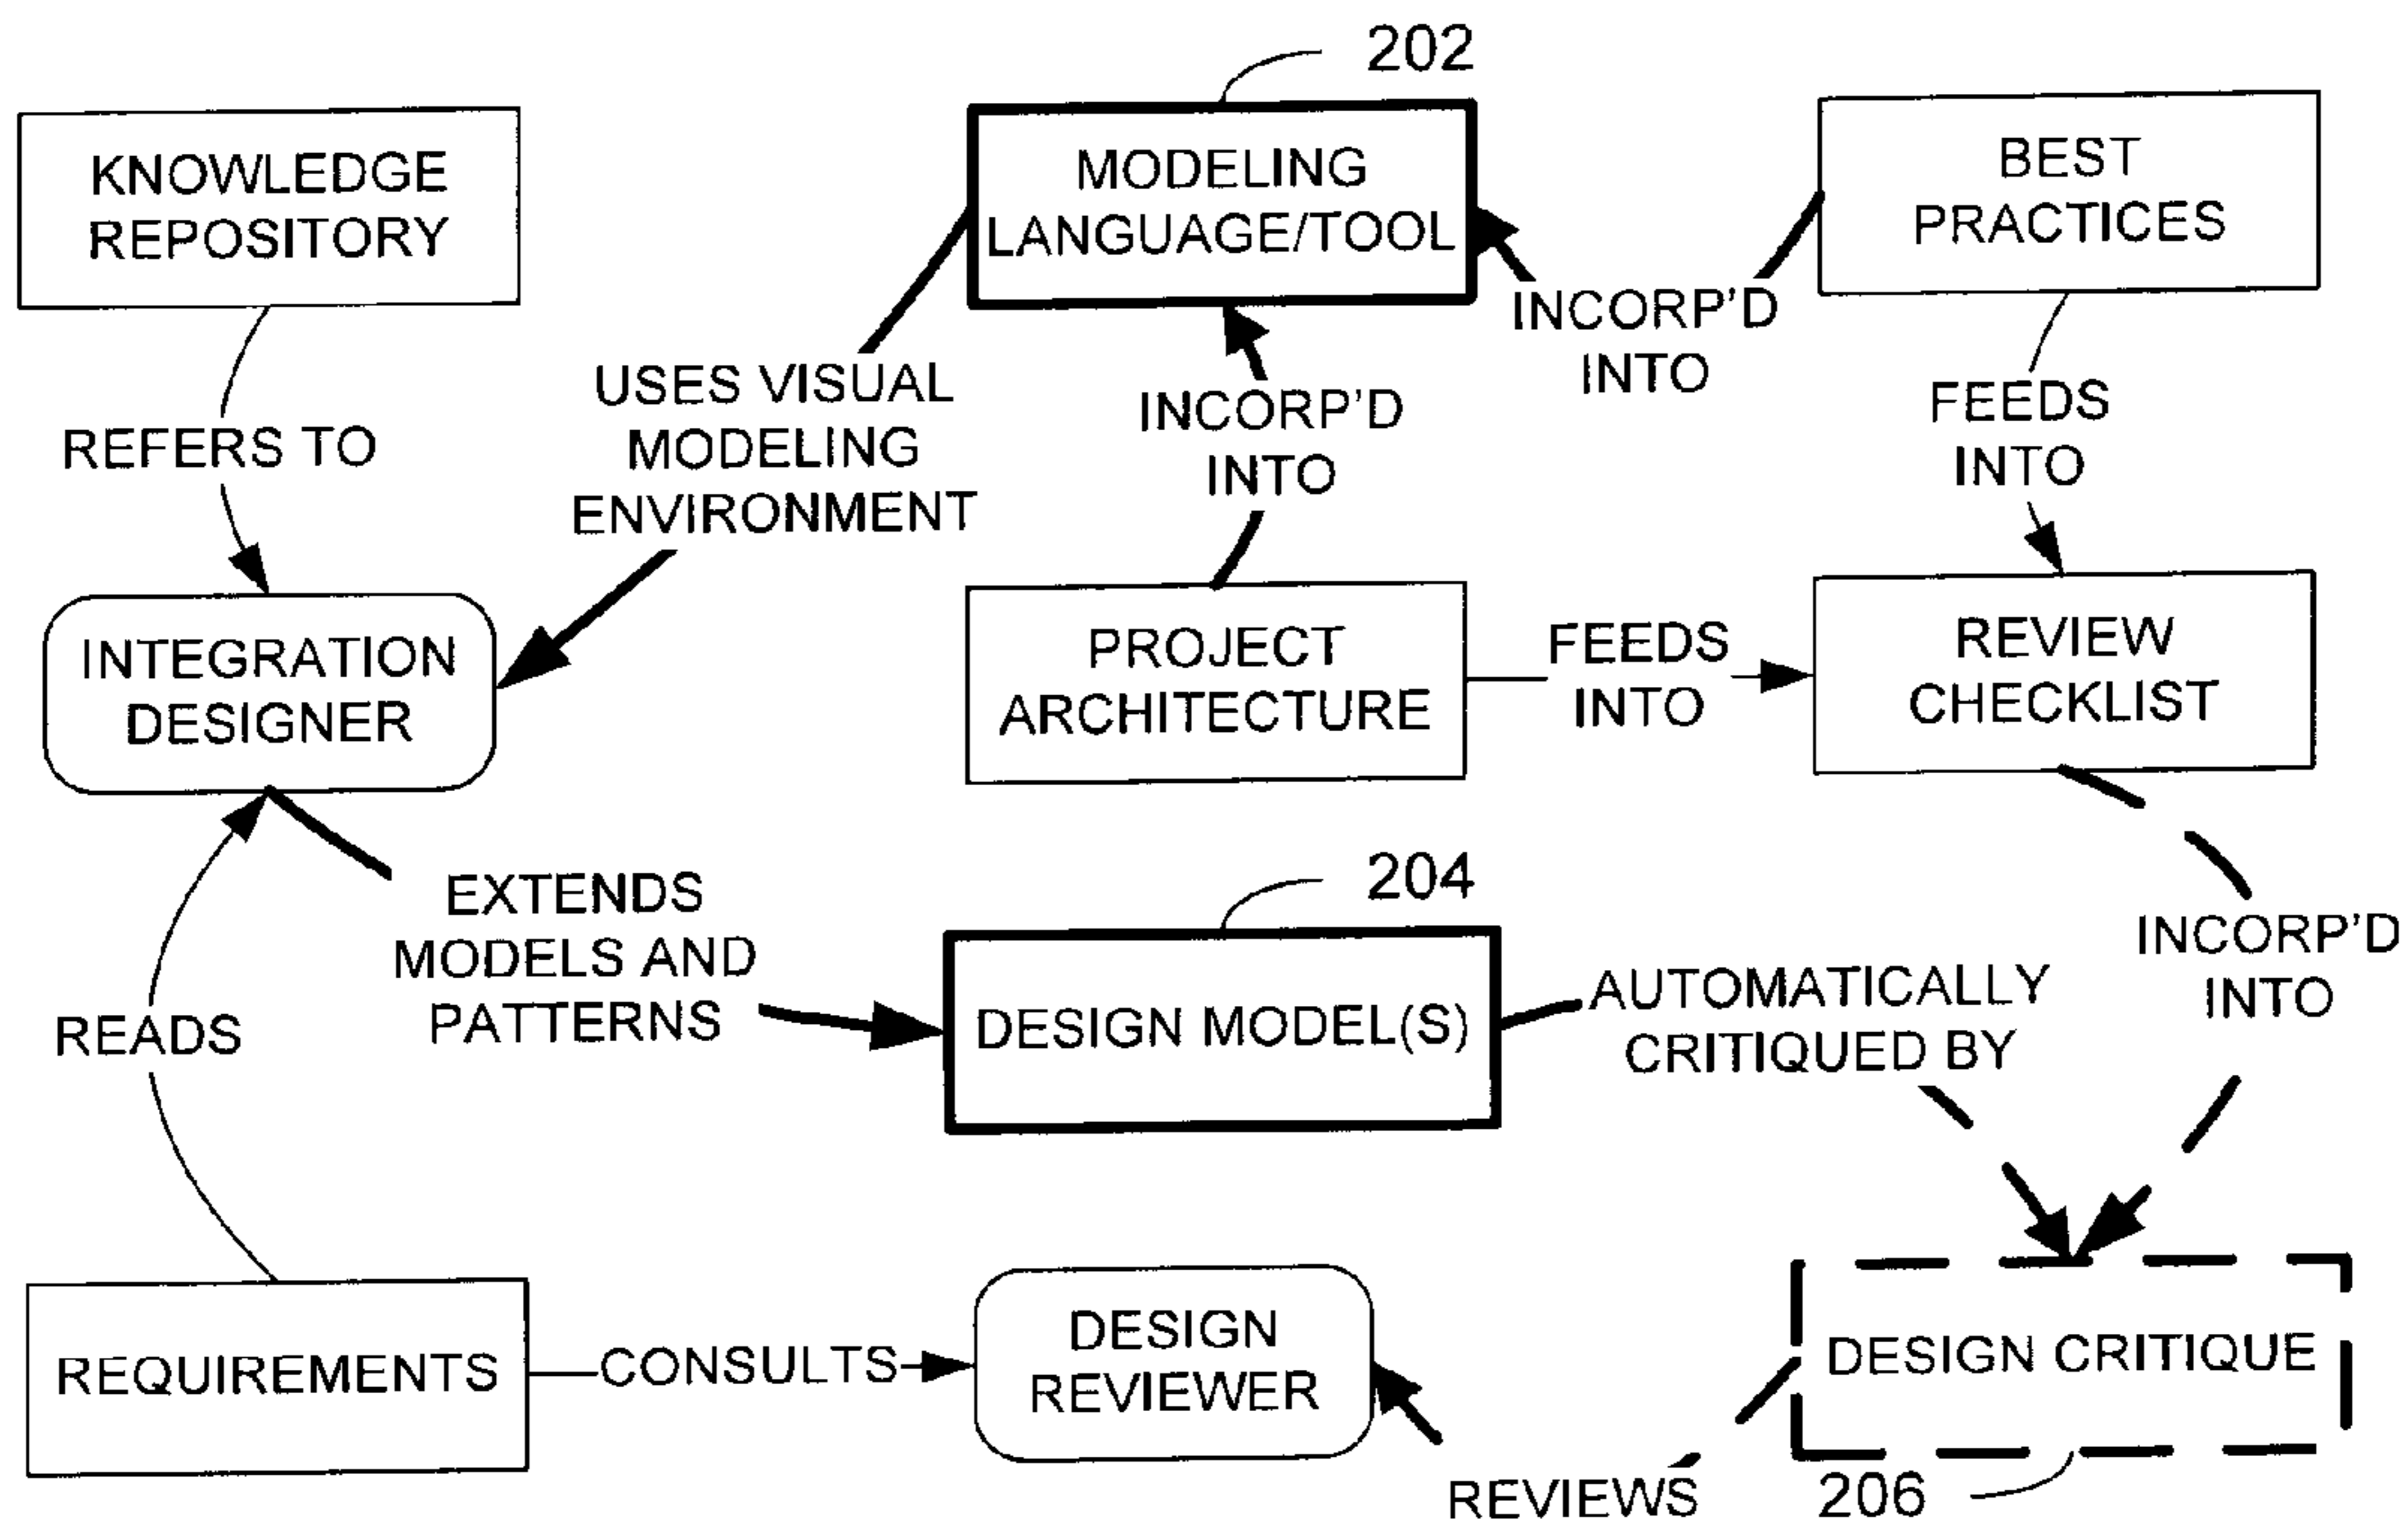 202
KNOWLEDGE
REPOSITORY
MODELING
LANGUAGE/TOOL
BEST
PRACTICES
INCORP'D
INTO
USES VISUAL
MODELING
ENVIRONMENT
INCORP'D
INTO
FEEDS
INTO
REFERS TO
INTEGRATION
DESIGNER
PROJECT
ARCHITECTURE
FEEDS
INTO
REVIEW
CHECKLIST
204
EXTENDS
MODELS AND
PATTERNS
DESIGN MODEL(S)
AUTOMATICALLY
CRITIQUED BY
INCORP'D
INTO
READS
REQUIREMENTS
CONSULTS
DESIGN
REVIEWER
DESIGN CRITIQUE
REVIEWS
206